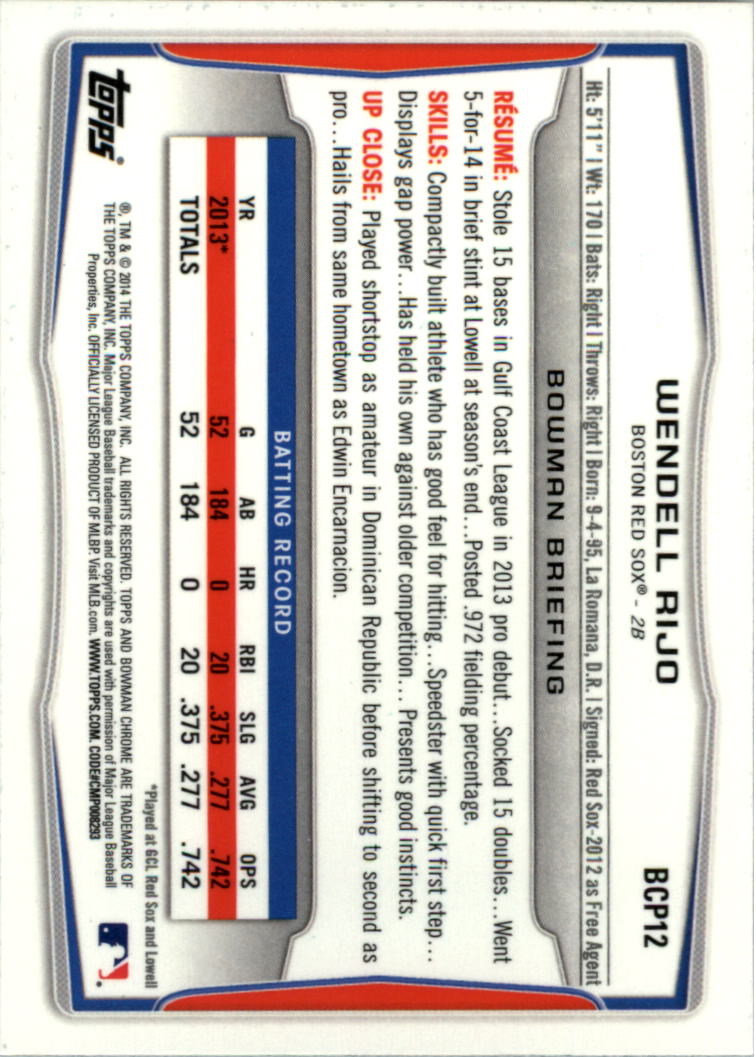 WENDELL RIJO
BCP12
BOSTON RED SOX® - 2B
Ht: 5'11" | Wt: 170 | Bats: Right | Throws: Right | Born: 9-4-95, La Romana, D.R. | Signed: Red Sox-2012 as Free Agent
BOWMAN BRIEFING
RÉSUMÉ: Stole 15 bases in Gulf Coast League in 2013 pro debut...Socked 15 doubles...Went
5-for-14 in brief stint at Lowell at season's end...Posted .972 fielding percentage.
SKILLS: Compactly built athlete who has good feel for hitting...Speedster with quick first step...
Displays gap power...Has held his own against older competition... Presents good instincts.
UP CLOSE: Played shortstop as amateur in Dominican Republic before shifting to second as
pro...Hails from same hometown as Edwin Encarnacion.
BATTING RECORD
YR G AB HR RBI SLG AVG OPS
2013* 52 184 0 20 .375 .277 .742
TOTALS 52 184 0 20 .375 .277 .742
*Played at GCL Red Sox and Lowell
topps®
®, TM & © 2014 THE TOPPS COMPANY, INC. ALL RIGHTS RESERVED. TOPPS AND BOWMAN CHROME ARE TRADEMARKS OF
THE TOPPS COMPANY, INC. Major League Baseball trademarks and copyrights are used with permission of Major League Baseball
Properties, Inc. OFFICIALLY LICENSED PRODUCT OF MLBP. Visit MLB.com. WWW.TOPPS.COM. CODE#CMP008293